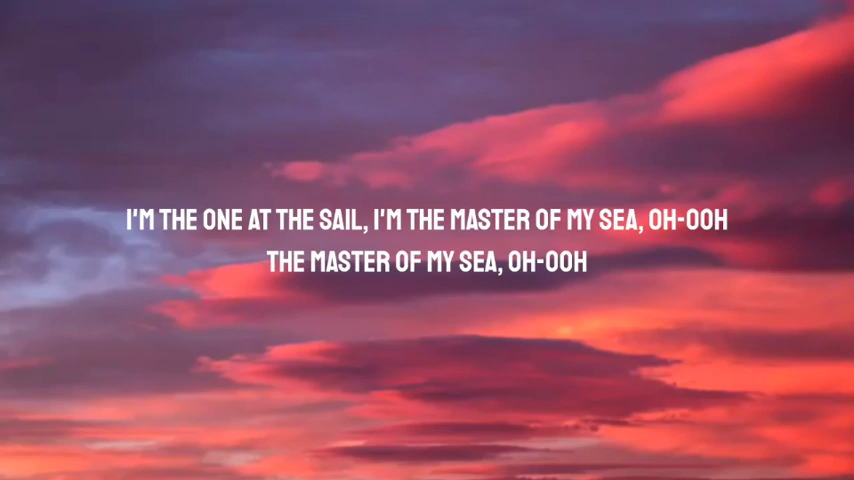 I'M THE ONE AT THE SAIL, I'M THE MASTER OF MY SEA, OH-OOH
THE MASTER OF MY SEA, OH-OOH